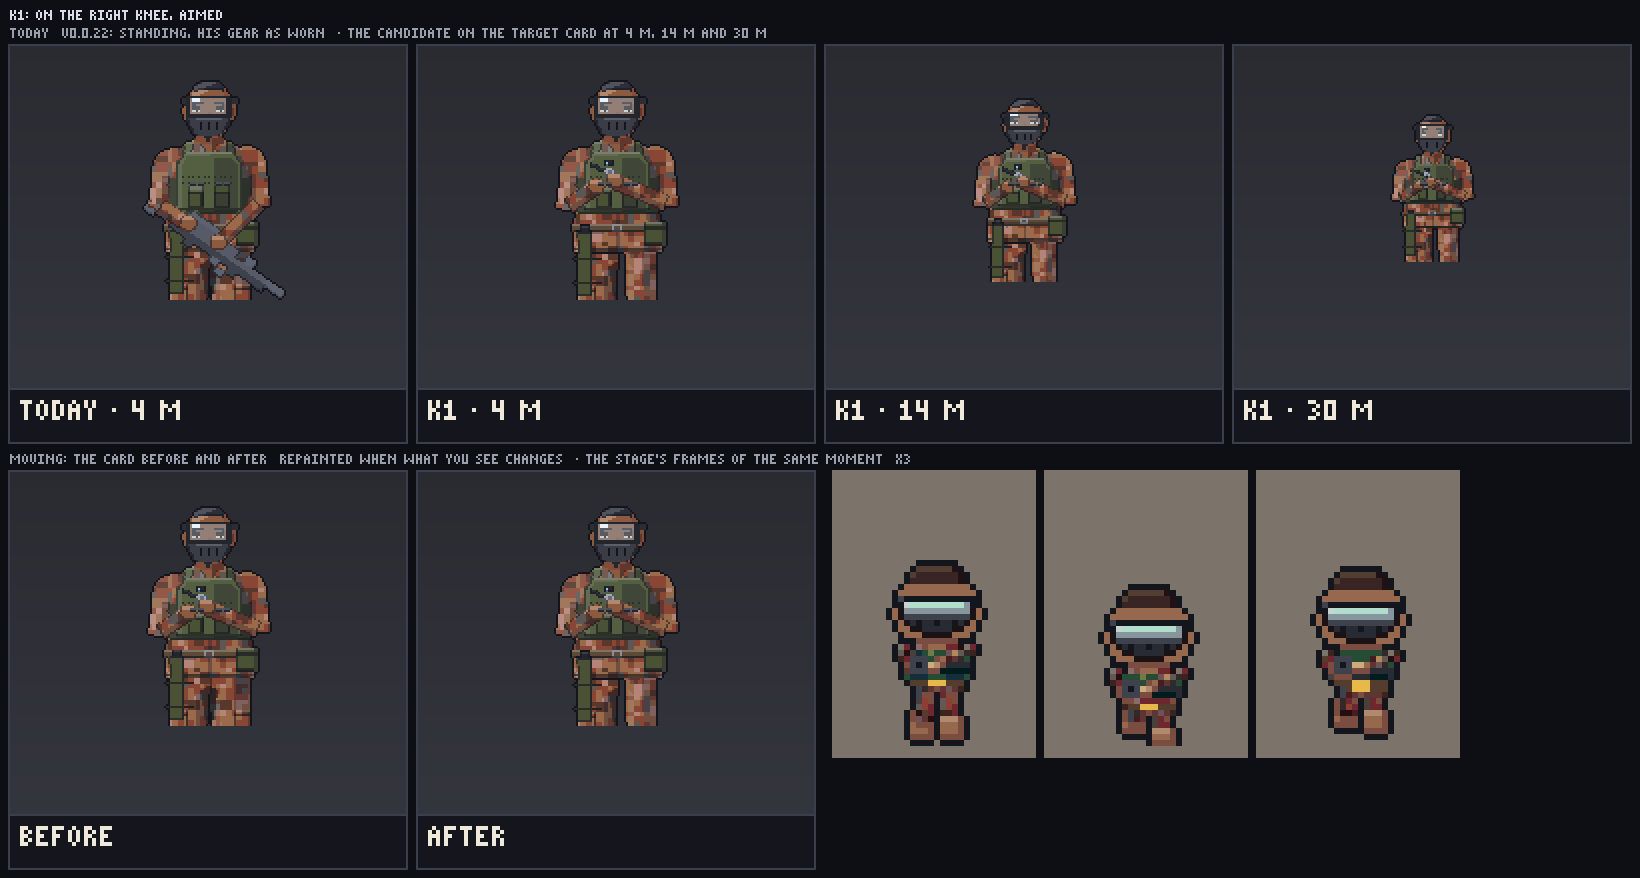 K1: ON THE RIGHT KNEE, AIMED
TODAY V0.0.22: STANDING, HIS GEAR AS WORN · THE CANDIDATE ON THE TARGET CARD AT 4 M, 14 M AND 30 M
TODAY · 4 M
K1 · 4 M
K1 · 14 M
K1 · 30 M
MOVING: THE CARD BEFORE AND AFTER REPAINTED WHEN WHAT YOU SEE CHANGES · THE STAGE'S FRAMES OF THE SAME MOMENT X3
BEFORE
AFTER